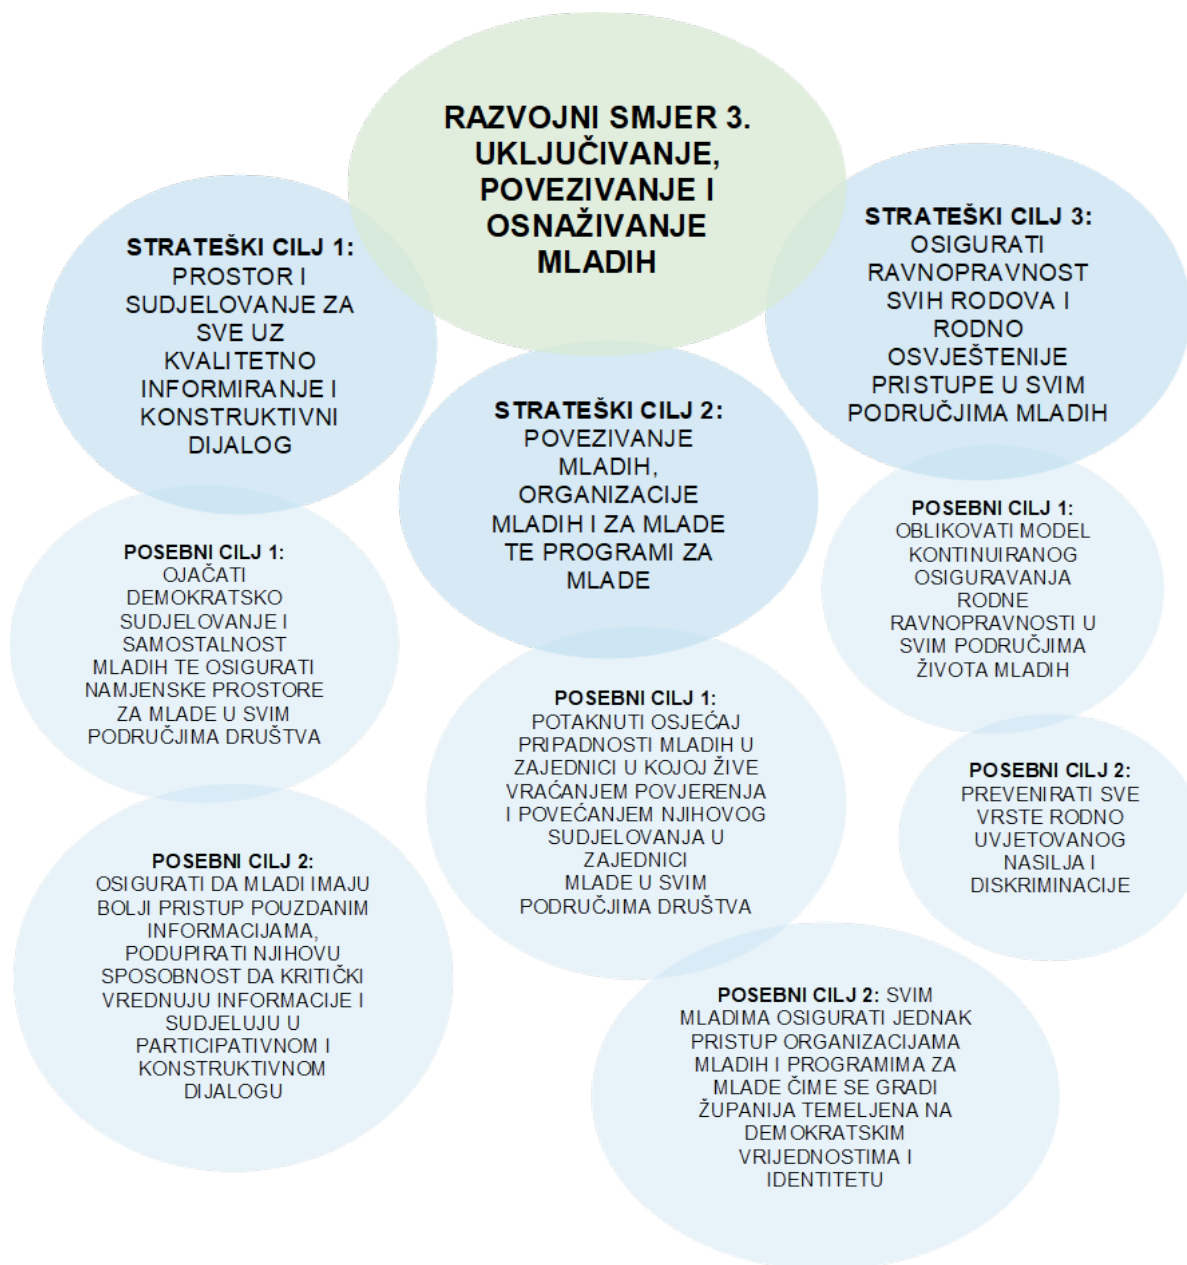 RAZVOJNI SMJER 3.
UKLJUČIVANJE,
POVEZIVANJE I
OSNAŽIVANJE
MLADIH
STRATEŠKI CILJ 1:
PROSTOR I
SUDJELOVANJE ZA
SVE UZ
KVALITETNO
INFORMIRANJE I
KONSTRUKTIVNI
DIJALOG
POSEBNI CILJ 1:
OJAČATI
DEMOKRATSKO
SUDJELOVANJE I
SAMOSTALNOST
MLADIH TE OSIGURATI
NAMJENSKE PROSTORE
ZA MLADE U SVIM
PODRUČJIMA DRUŠTVA
POSEBNI CILJ 2:
OSIGURATI DA MLADI IMAJU
BOLJI PRISTUP POUZDANIM
INFORMACIJAMA,
PODUPIRATI NJIHOVU
SPOSOBNOST DA KRITIČKI
VREDNUJU INFORMACIJE I
SUDJELUJU U
PARTICIPATIVNOM I
KONSTRUKTIVNOM
DIJALOGU
STRATEŠKI CILJ 2:
POVEZIVANJE
MLADIH,
ORGANIZACIJE
MLADIH I ZA MLADE
TE PROGRAMI ZA
MLADE
POSEBNI CILJ 1:
POTAKNUTI OSJEĆAJ
PRIPADNOSTI MLADIH U
ZAJEDNICI U KOJOJ ŽIVE
VRAĆANJEM POVJERENJA
I POVEĆANJEM NJIHOVOG
SUDJELOVANJA U
ZAJEDNICI
MLADE U SVIM
PODRUČJIMA DRUŠTVA
POSEBNI CILJ 2: SVIM
MLADIMA OSIGURATI JEDNAK
PRISTUP ORGANIZACIJAMA
MLADIH I PROGRAMIMA ZA
MLADE ČIME SE GRADI
ŽUPANIJA TEMELJENA NA
DEMOKRATSKIM
VRIJEDNOSTIMA I
IDENTITETU
STRATEŠKI CILJ 3:
OSIGURATI
RAVNOPRAVNOST
SVIH RODOVA I
RODNO
OSVJEŠTENIJE
PRISTUPE U SVIM
PODRUČJIMA MLADIH
POSEBNI CILJ 1:
OBLIKOVATI MODEL
KONTINUIRANOG
OSIGURAVANJA
RODNE
RAVNOPRAVNOSTI U
SVIM PODRUČJIMA
ŽIVOTA MLADIH
POSEBNI CILJ 2:
PREVENIRATI SVE
VRSTE RODNO
UVJETOVANOG
NASILJA I
DISKRIMINACIJE